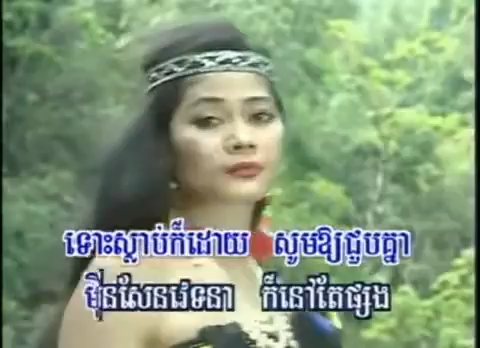 ទោះស្លាប់ក៏ដោយ សូមឱ្យជួបគ្នា
ម៉ឺនសែនវេទនា ក៏នៅតែផ្សង